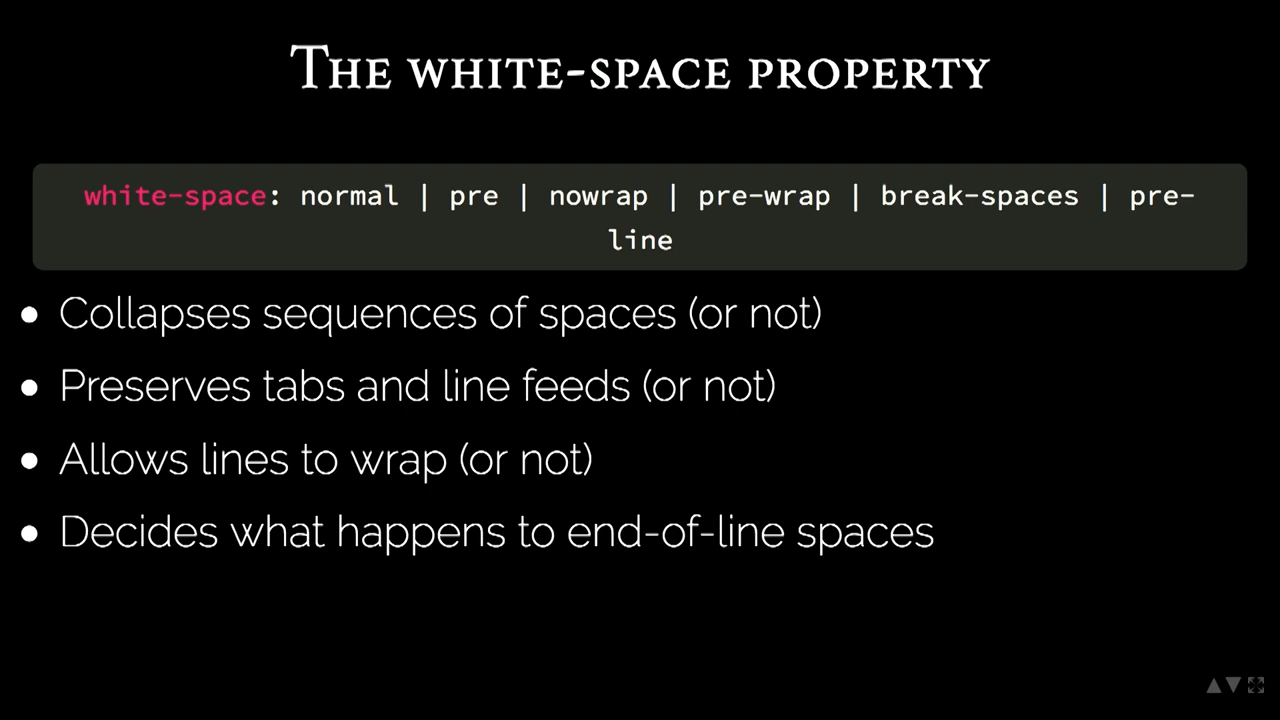 The white-space property
white-space: normal | pre | nowrap | pre-wrap | break-spaces | pre-
line
• Collapses sequences of spaces (or not)
• Preserves tabs and line feeds (or not)
• Allows lines to wrap (or not)
• Decides what happens to end-of-line spaces